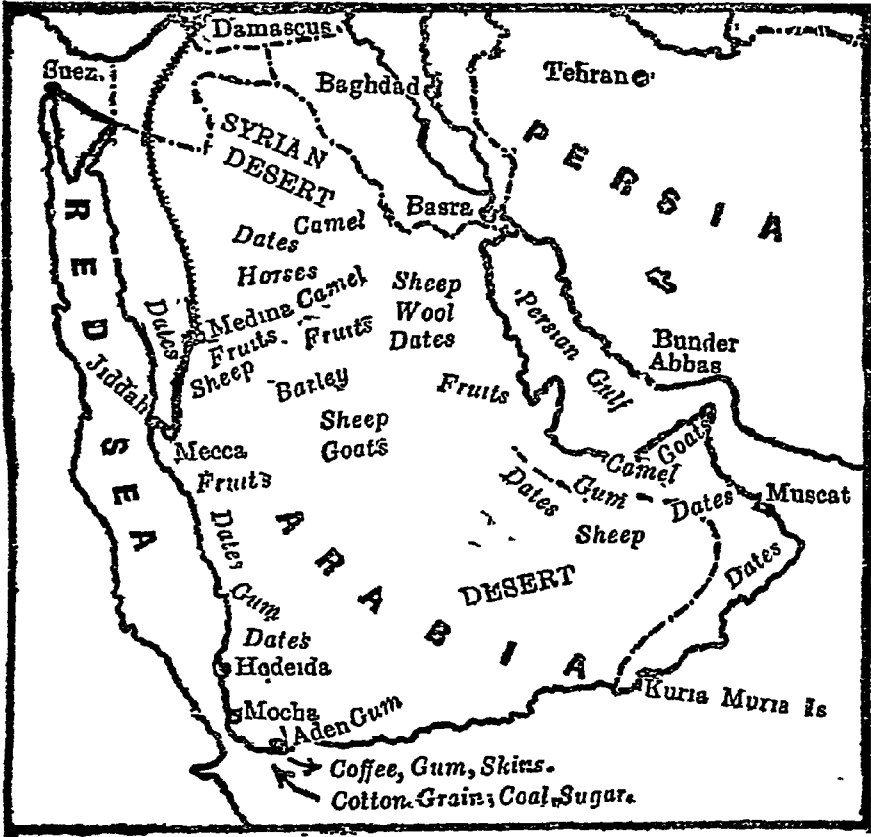 Damascus
Suez.
Baghdad
Tehran
SYRIAN
DESERT
PERSIA
Basra
RED SEA
Camel
Dates
Horses
Camel
Sheep
Wool
Dates
Persian Gulf
Dates
Medina
Fruits
Fruits
Sheep
Bunder
Abbas
Jiddah
Barley
Fruits
Sheep
Goats
Goats
Mecca
Camel
Fruits
Dates
Gum
Dates
Muscat
Dates
ARABIA
Sheep
Dates
DESERT
Gum
Dates
Hodeida
Kuria Muria Is
Mocha
Aden
Gum
Coffee, Gum, Skins.
Cotton Grain, Coal, Sugar.